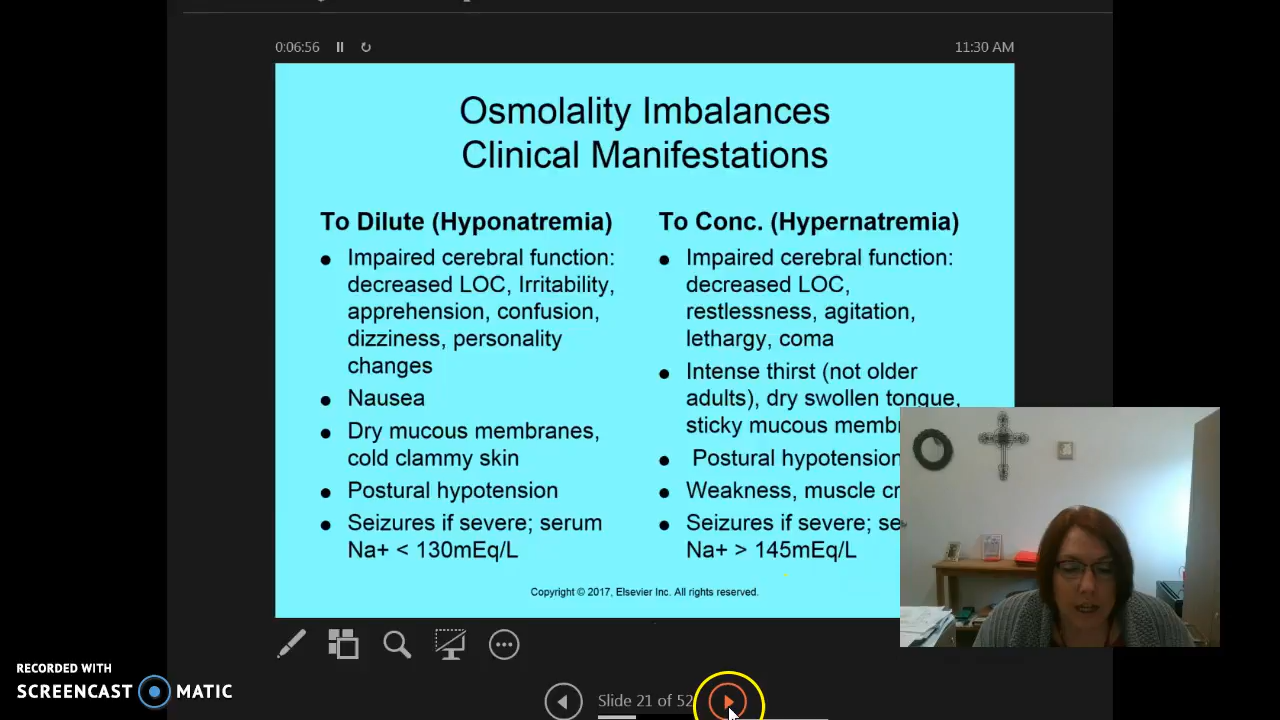 0:06:56
11:30 AM
Osmolality Imbalances
Clinical Manifestations
To Dilute (Hyponatremia)
● Impaired cerebral function:
decreased LOC, Irritability,
apprehension, confusion,
dizziness, personality
changes
● Nausea
● Dry mucous membranes,
cold clammy skin
● Postural hypotension
● Seizures if severe; serum
Na+ < 130mEq/L
To Conc. (Hypernatremia)
● Impaired cerebral function:
decreased LOC,
restlessness, agitation,
lethargy, coma
● Intense thirst (not older
adults), dry swollen tongue,
sticky mucous
● Postural hypotension
● Weakness, muscle
● Seizures if severe;
Na+ > 145mEq/L
Copyright © 2017, Elsevier Inc. All rights reserved.
Slide 21 of 52
RECORDED WITH
SCREENCAST MATIC